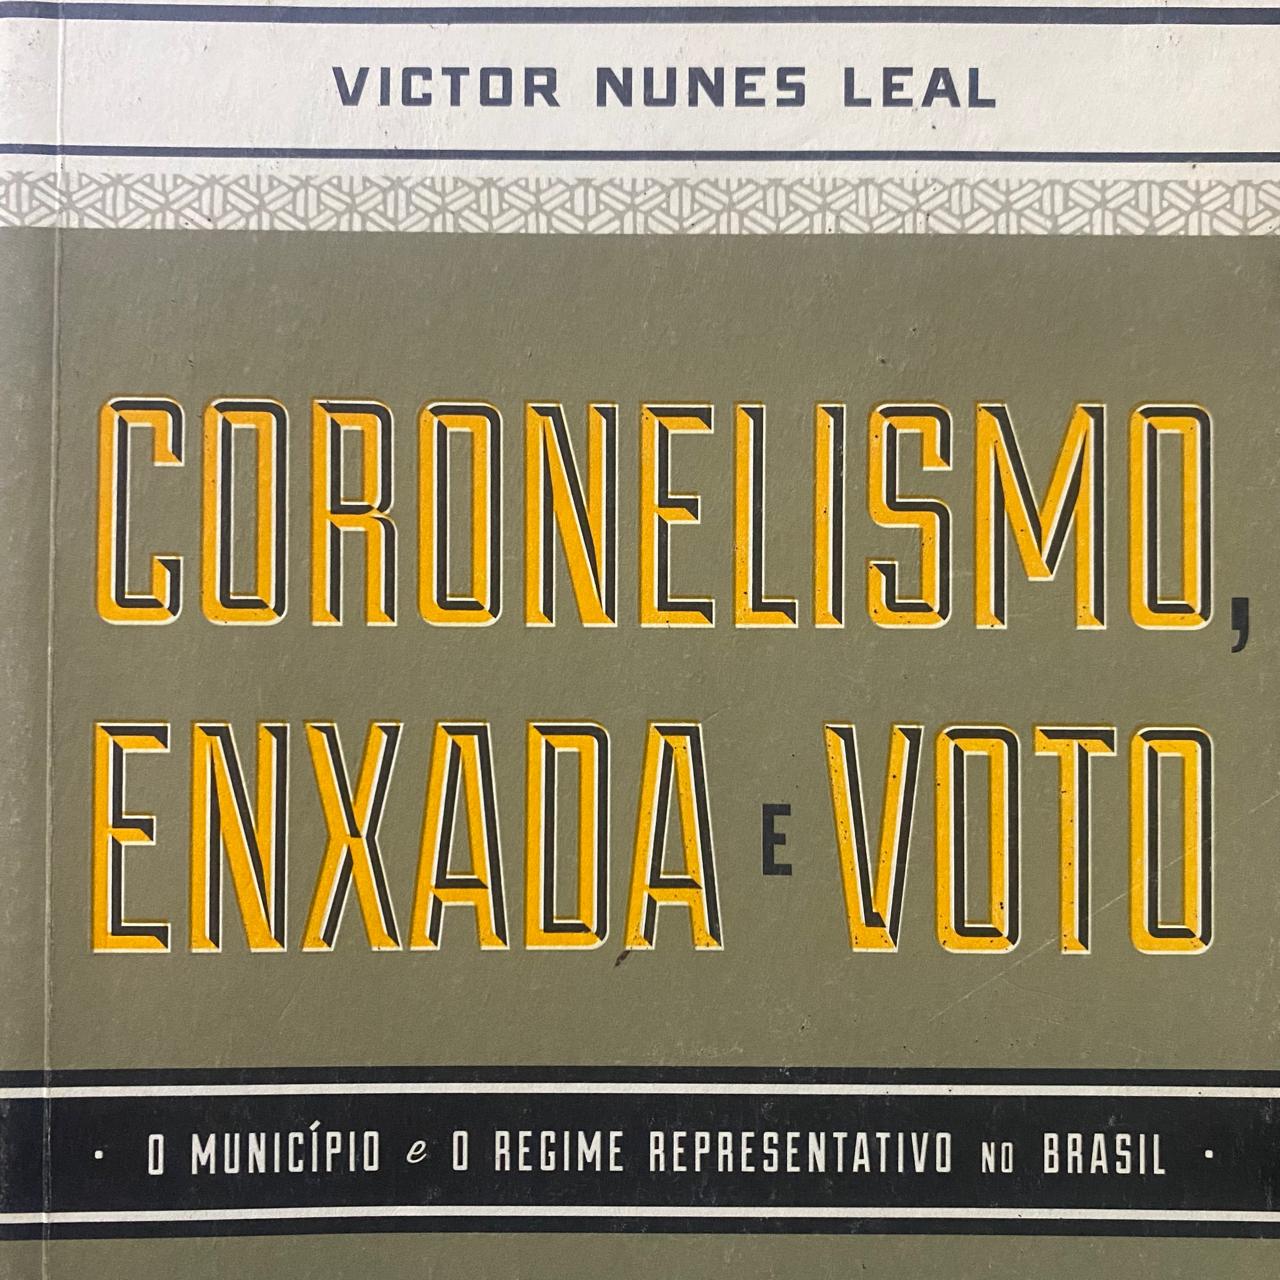 VICTOR NUNES LEAL
CORONELISMO,
ENXADA E VOTO
· O MUNICÍPIO e O REGIME REPRESENTATIVO NO BRASIL ·